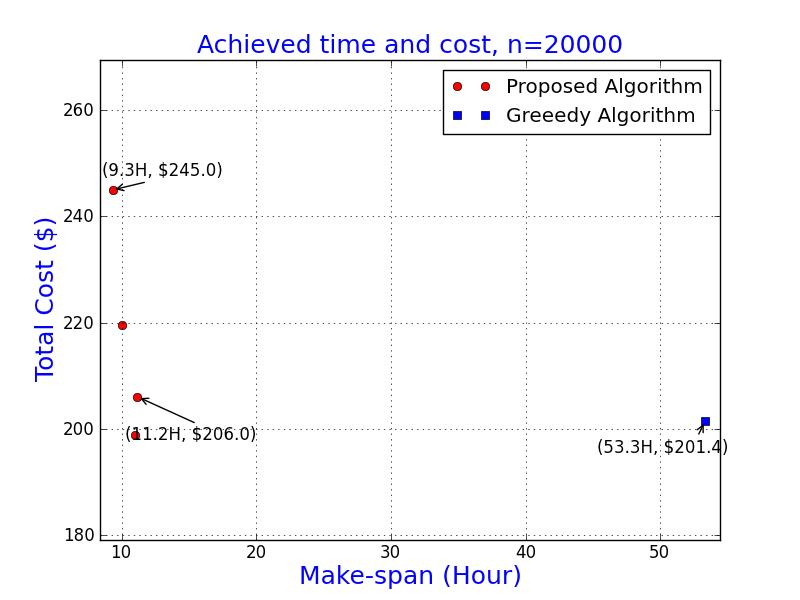 Achieved time and cost, n=20000
Proposed Algorithm
Greeedy Algorithm
260
(9.3H, $245.0)
240
220
200
(11.2H, $206.0)
(53.3H, $201.4)
180
Total Cost ($)
10 20 30 40 50
Make-span (Hour)